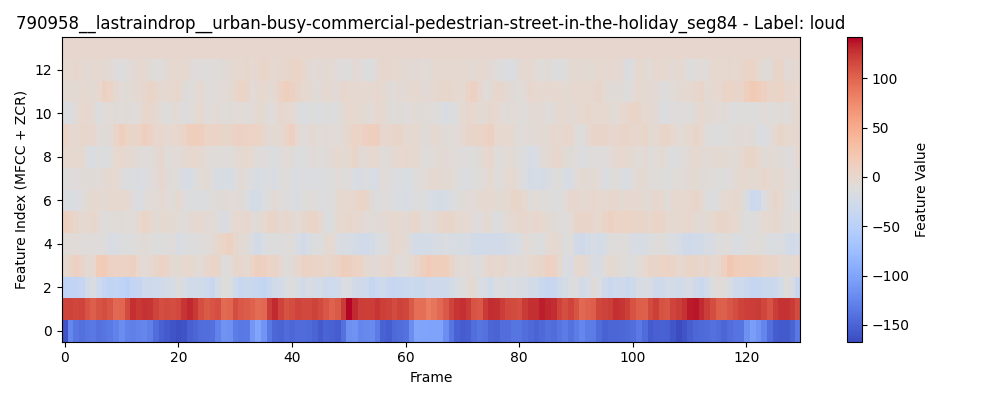 790958__lastraindrop__urban-busy-commercial-pedestrian-street-in-the-holiday_seg84 - Label: loud
Feature Index (MFCC + ZCR)
12
10
8
6
4
2
0
0 20 40 60 80 100 120
Frame
100
50
0
−50
−100
−150
Feature Value